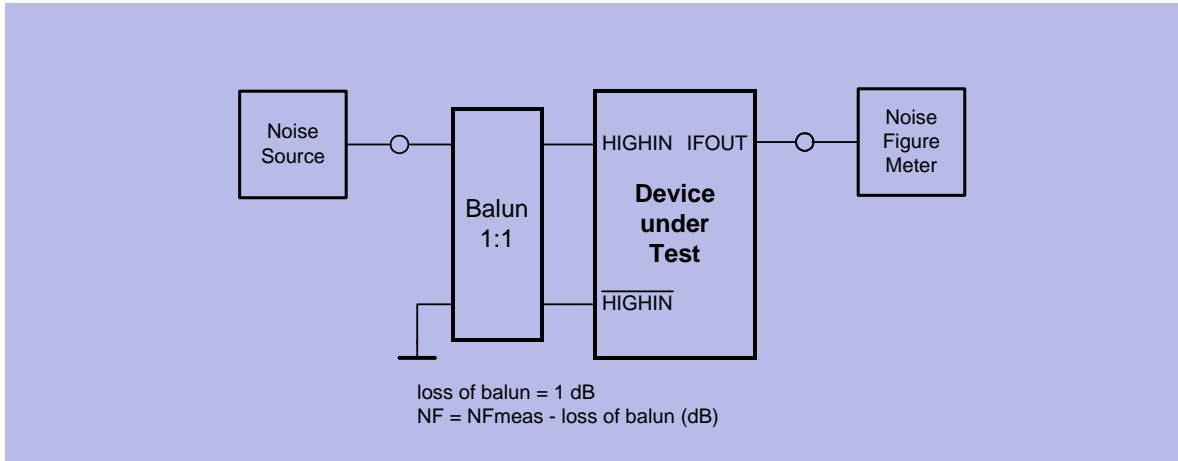 Noise
Source
Balun
1:1
HIGHIN IFOUT
Device
under
Test
HIGHIN
Noise
Figure
Meter
loss of balun = 1 dB
NF = NFmeas - loss of balun (dB)